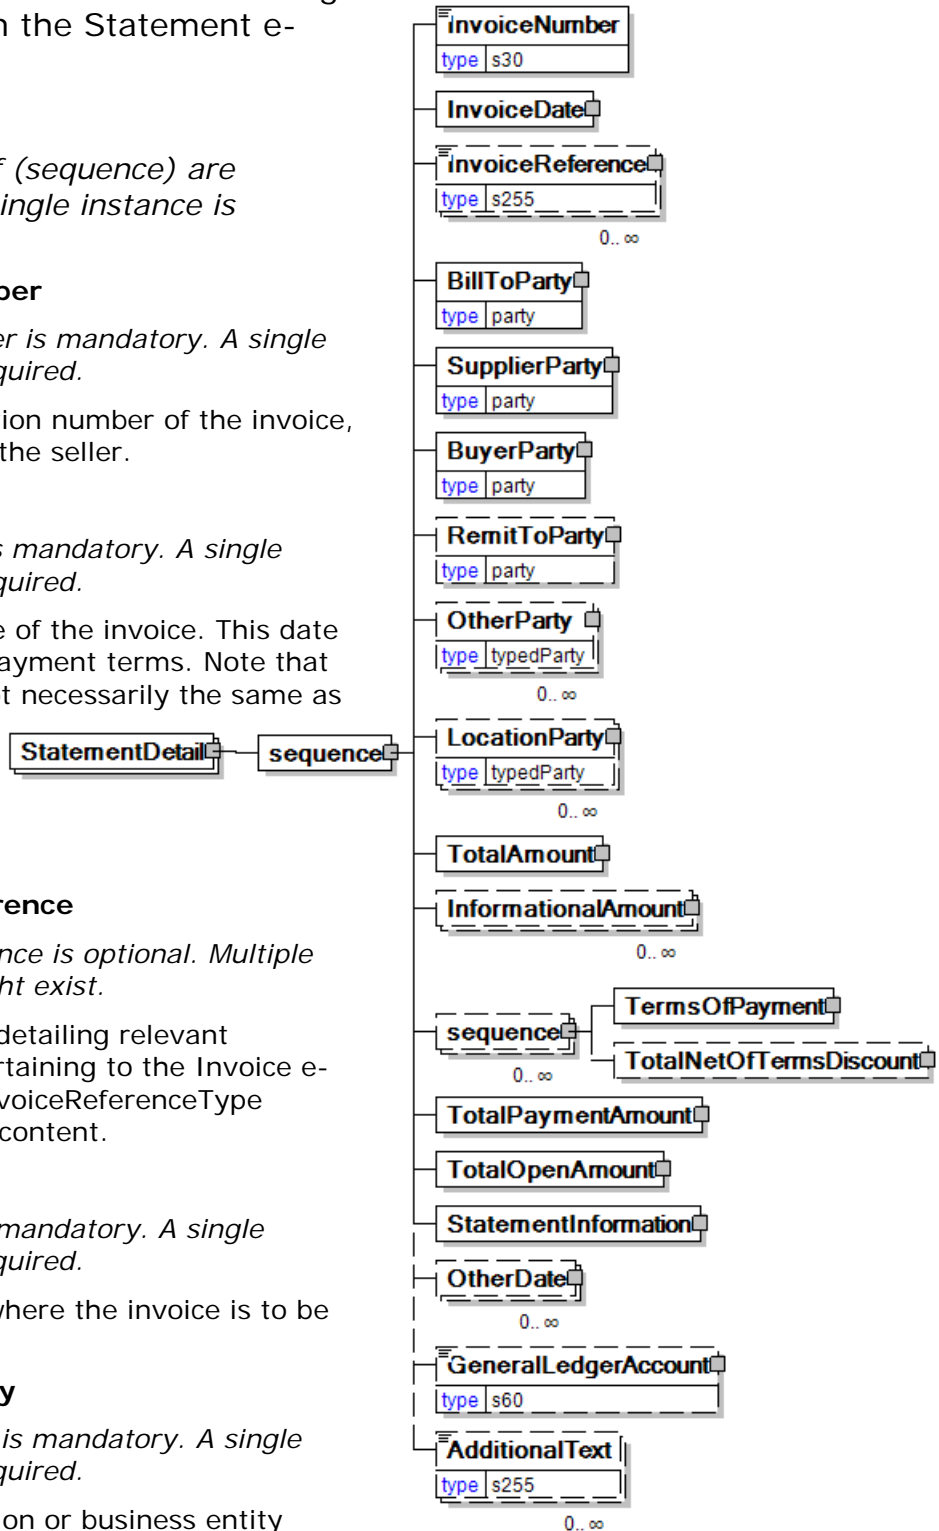 n the Statement e-
f (sequence) are
ingle instance is
ber
er is mandatory. A single
quired.
tion number of the invoice,
the seller.
s mandatory. A single
quired.
e of the invoice. This date
payment terms. Note that
t necessarily the same as
rence
nce is optional. Multiple
ht exist.
detailing relevant
rtaining to the Invoice e-
voiceReferenceType
content.
mandatory. A single
quired.
where the invoice is to be
y
is mandatory. A single
quired.
on or business entity
StatementDetail
sequence
InvoiceNumber
type s30
InvoiceDate
InvoiceReference
type s255
0.. ∞
BillToParty
type party
SupplierParty
type party
BuyerParty
type party
RemitToParty
type party
OtherParty
type typedParty
0.. ∞
LocationParty
type typedParty
0.. ∞
TotalAmount
InformationalAmount
0.. ∞
sequence
0.. ∞
TermsOfPayment
TotalNetOfTermsDiscount
TotalPaymentAmount
TotalOpenAmount
StatementInformation
OtherDate
0.. ∞
GeneralLedgerAccount
type s60
AdditionalText
type s255
0.. ∞